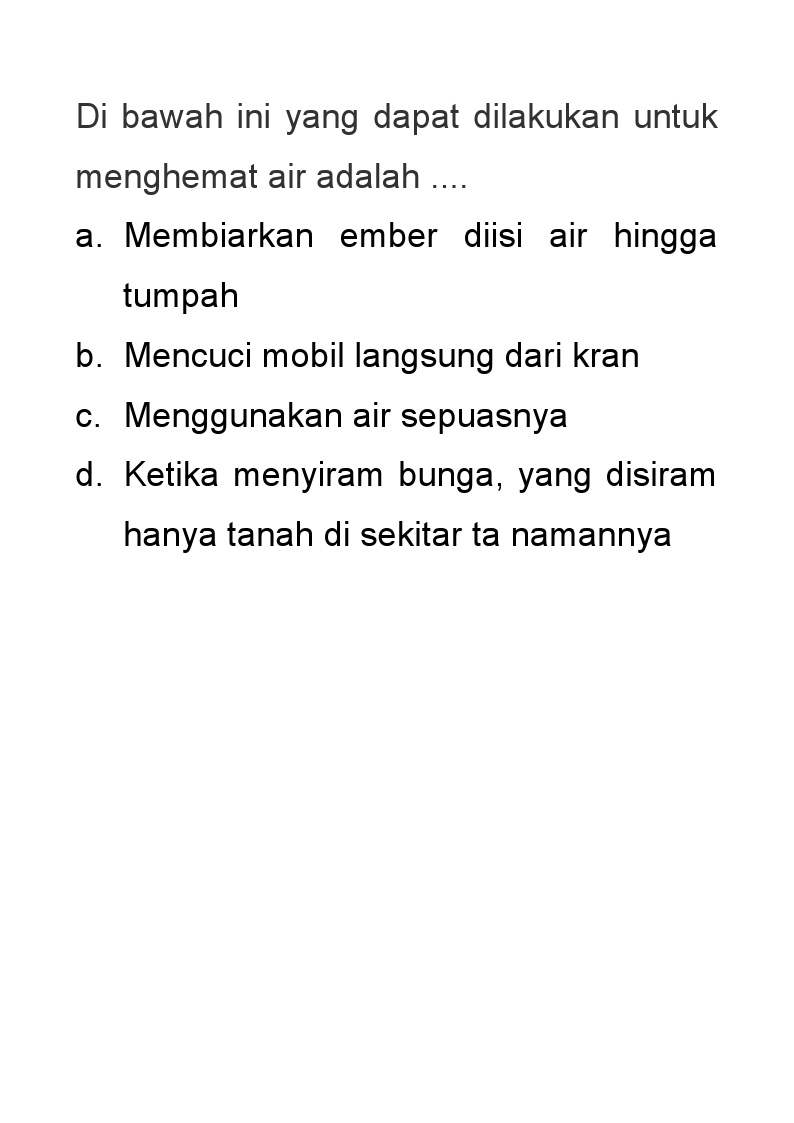 Di bawah ini yang dapat dilakukan untuk
menghemat air adalah ....
a. Membiarkan ember diisi air hingga
tumpah
b. Mencuci mobil langsung dari kran
c. Menggunakan air sepuasnya
d. Ketika menyiram bunga, yang disiram
hanya tanah di sekitar ta namannya